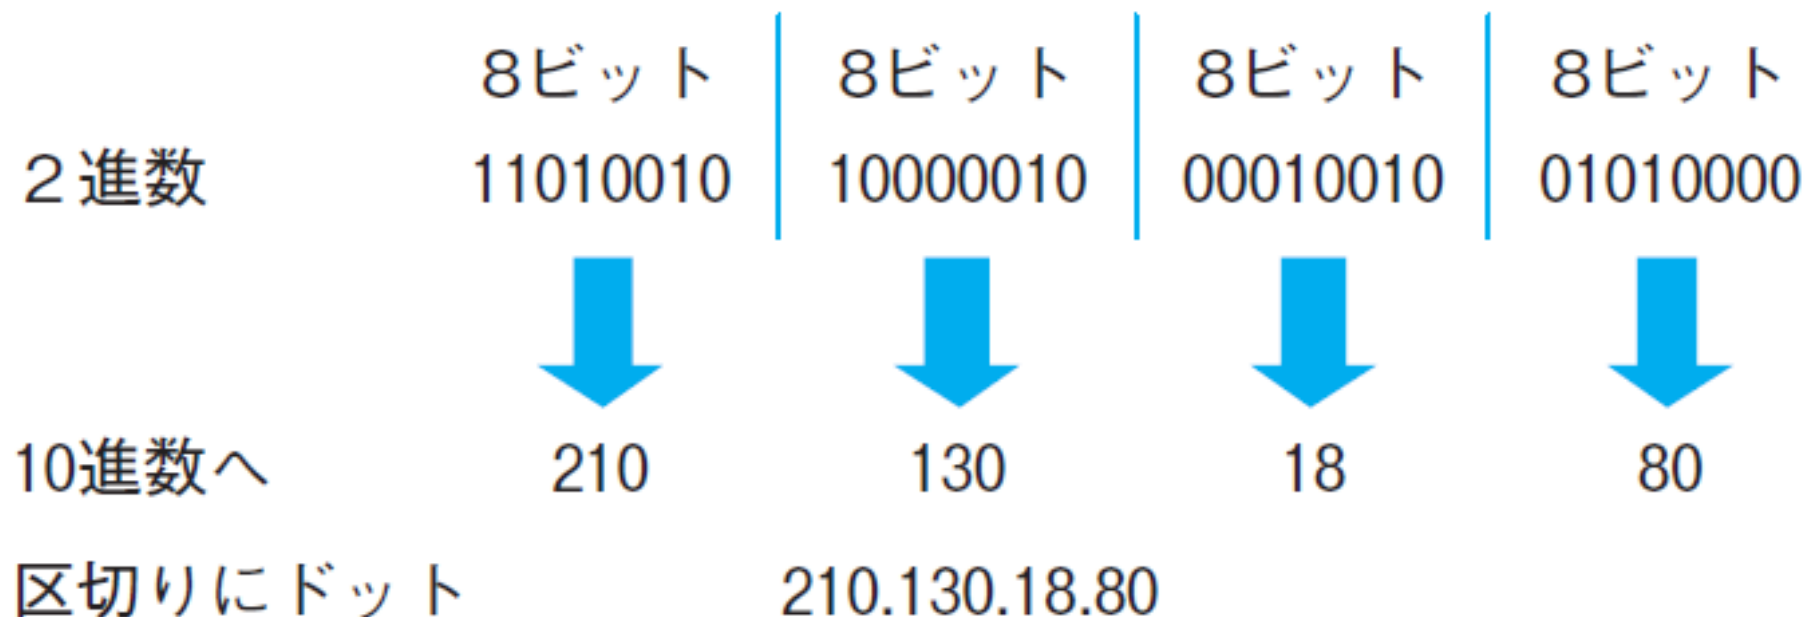 8ビット 8ビット 8ビット 8ビット
2進数 11010010 10000010 00010010 01010000
10進数へ 210 130 18 80
区切りにドット 210.130.18.80